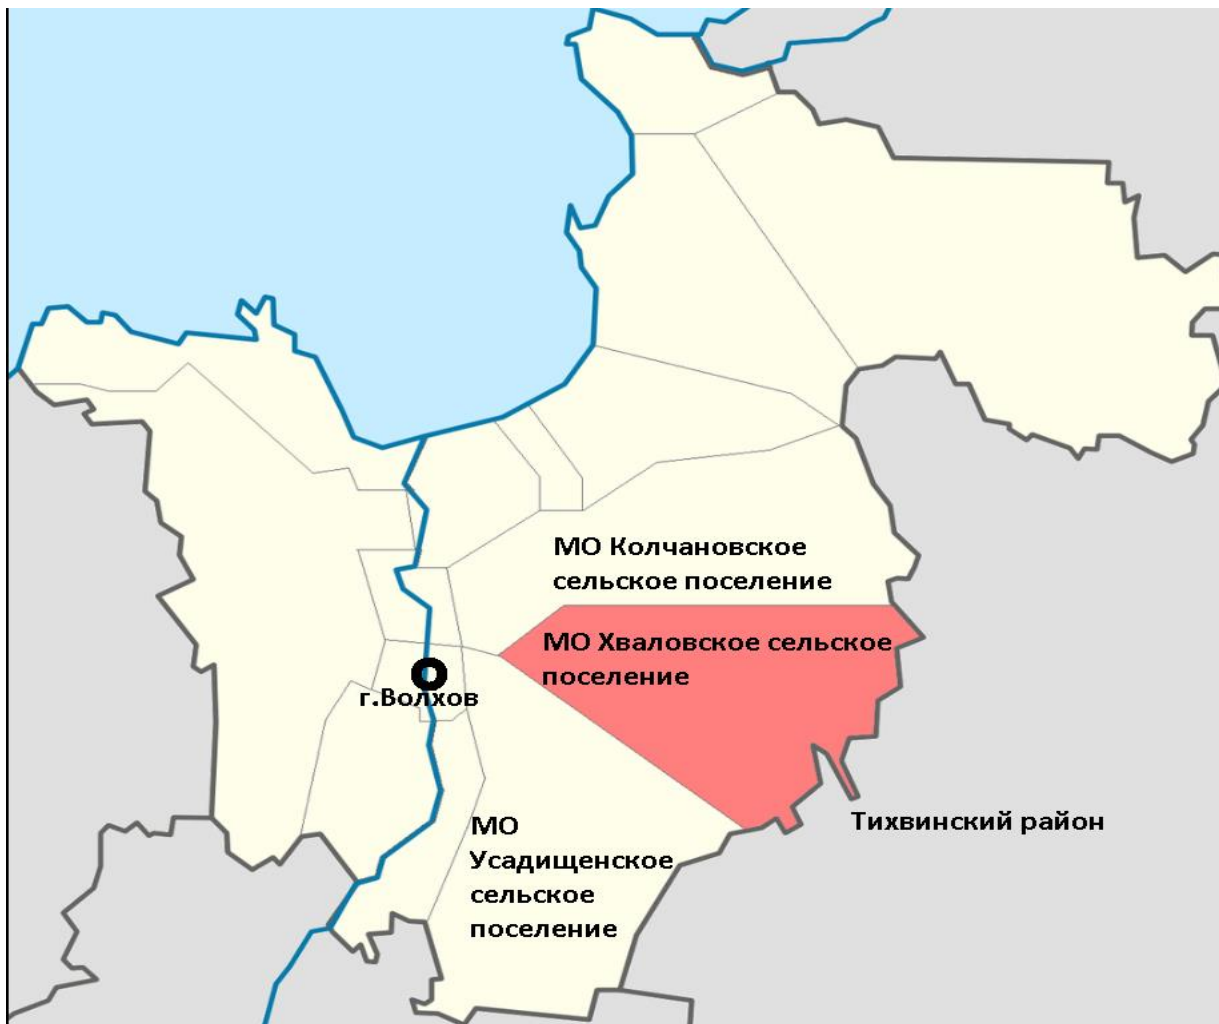 МО Колчановское
сельское поселение
МО Хваловское сельское
поселение
г.Волхов
МО
Усадищенское
сельское
поселение
Тихвинский район